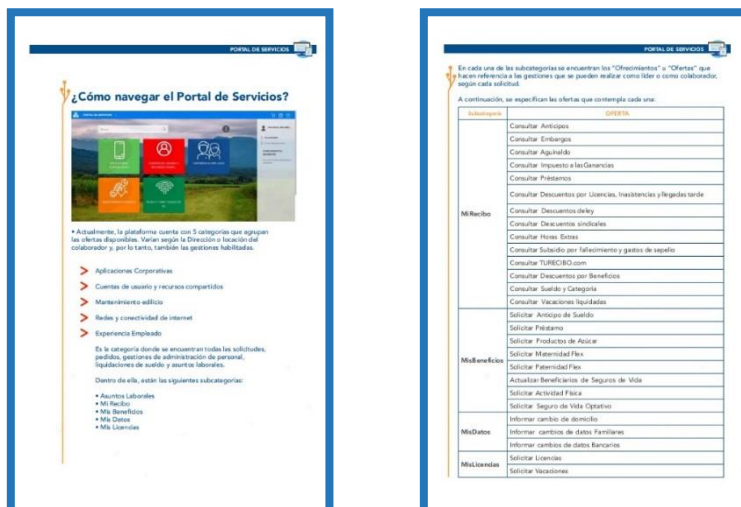 PORTAL DE SERVICIOS
¿Cómo navegar el Portal de Servicios?
• Actualmente, la plataforma cuenta con 5 categorías que agrupan
las ofertas disponibles. Varían según la Dirección o locación del
colaborador y, por lo tanto, también las gestiones habilitadas.
> Aplicaciones Corporativas
> Cuentas de usuario y recursos compartidos
> Mantenimiento edilicio
> Redes y conectividad de internet
> Experiencia Empleado
Es la categoría donde se encuentran todas las solicitudes,
pedidos, gestiones de administración de personal,
liquidaciones de sueldo y asuntos laborales.
Dentro de ella, están las siguientes subcategorías:
• Asuntos Laborales
• Mi Recibo
• Mis Beneficios
• Mis Datos
• Mis Licencias
PORTAL DE SERVICIOS
En cada una de las subcategorías se encuentran los "Ofrecimientos" u "Ofertas" que
hacen referencia a las gestiones que se pueden realizar como líder o como colaborador,
según cada solicitud.
A continuación, se especifican las ofertas que contempla cada una:
Subcategoría OFERTA
MiRecibo
Consultar Anticipos
Consultar Embargos
Consultar Aguinaldo
Consultar Impuesto a lasGanancias
Consultar Préstamos
Consultar Descuentos por Licencias, Inasistencias yllegadas tarde
Consultar Descuentos deley
Consultar Descuentos sindicales
Consultar Horas Extras
Consultar Subsidio por fallecimiento y gastos de sepelio
Consultar TURECIBO.com
Consultar Descuentos por Beneficios
Consultar Sueldo y Categoría
Consultar Vacaciones liquidadas
MisBeneficios
Solicitar Anticipo de Sueldo
Solicitar Préstamo
Solicitar Productos de Azúcar
Solicitar Maternidad Flex
Solicitar Paternidad Flex
Actualizar Beneficiarios de Seguros de Vida
Solicitar Actividad Física
Solicitar Seguro de Vida Optativo
MisDatos
Informar cambio de domicilio
Informar cambios de datos Familiares
Informar cambios de datos Bancarios
MisLicencias
Solicitar Licencias
Solicitar Vacaciones